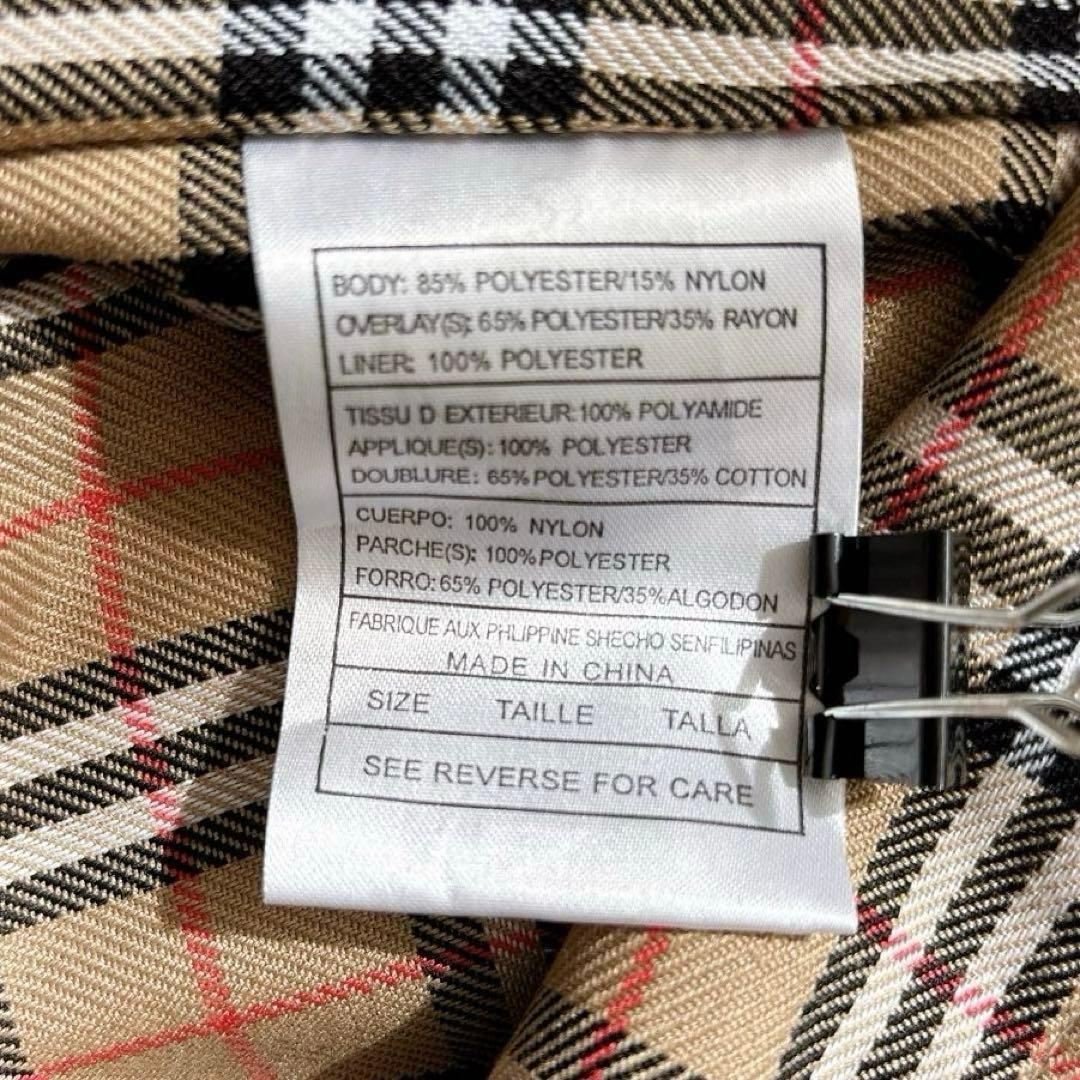 BODY: 85% POLYESTER/15% NYLON
OVERLAY(S): 65% POLYESTER/35% RAYON
LINER: 100% POLYESTER
TISSU D EXTERIEUR:100% POLYAMIDE
APPLIQUE(S): 100% POLYESTER
DOUBLURE: 65% POLYESTER/35% COTTON
CUERPO: 100% NYLON
PARCHE(S): 100% POLYESTER
FORRO: 65% POLYESTER/35%ALGODON
FABRIQUE AUX PHLIPPINE SHECHO SENFILIPINAS
MADE IN CHINA
SIZE TAILLE TALLA
SEE REVERSE FOR CARE